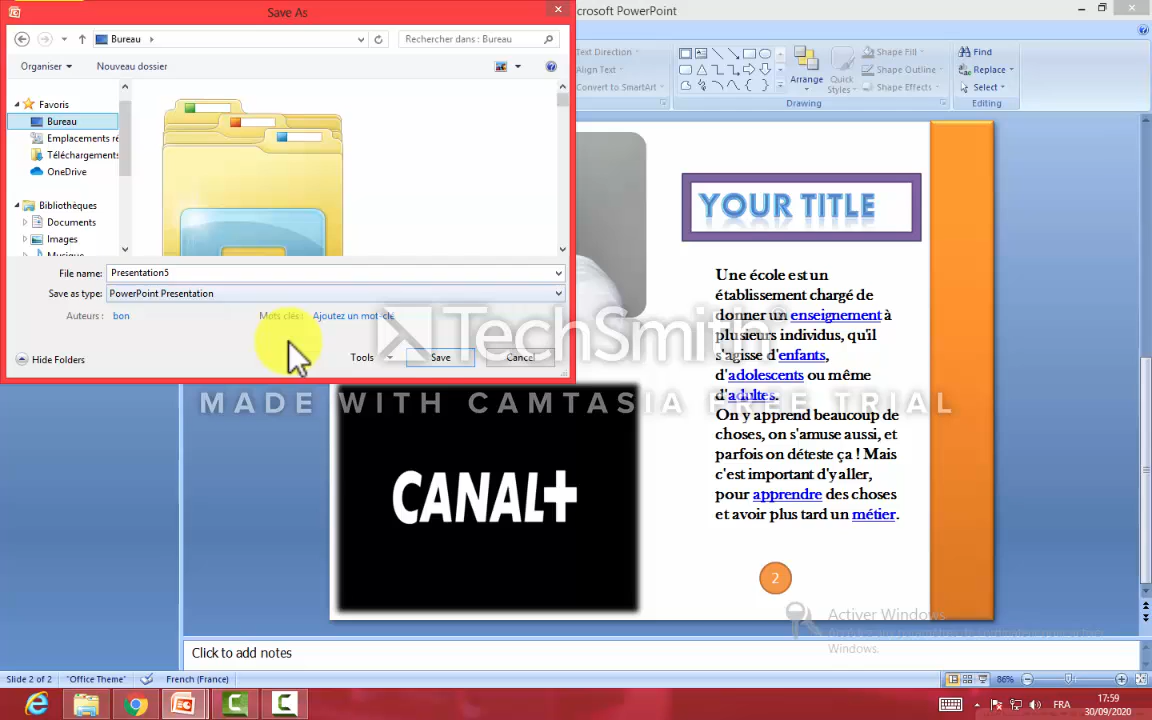 Save As
crosoft PowerPoint
Bureau
Rechercher dans : Bureau
Organiser
Nouveau dossier
Text Direction
Align Text
Convert to SmartArt
Arrange
Quick
Styles
Shape Fill
Shape Outline
Shape Effects
Find
Replace
Select
Drawing
Editing
Favoris
Bureau
Emplacements ré
Téléchargements
OneDrive
Bibliothèques
Documents
Images
Musique
File name: Presentation5
Save as type: PowerPoint Presentation
Auteurs : bon
Mots clés : Ajoutez un mot-clé
Hide Folders
Tools
Save
Cancel
TechSmith
MADE WITH CAMTASIA FREE TRIAL
YOUR TITLE
Une école est un
établissement chargé de
donner un enseignement à
plusieurs individus, qu'il
s'agisse d'enfants,
d'adolescents ou même
d'adultes.
On y apprend beaucoup de
choses, on s'amuse aussi, et
parfois on déteste ça ! Mais
c'est important d'y aller,
pour apprendre des choses
et avoir plus tard un métier.
CANAL+
2
Activer Windows
Windows.
Click to add notes
Slide 2 of 2
"Office Theme"
French (France)
86%
FRA
17:59
30/09/2020